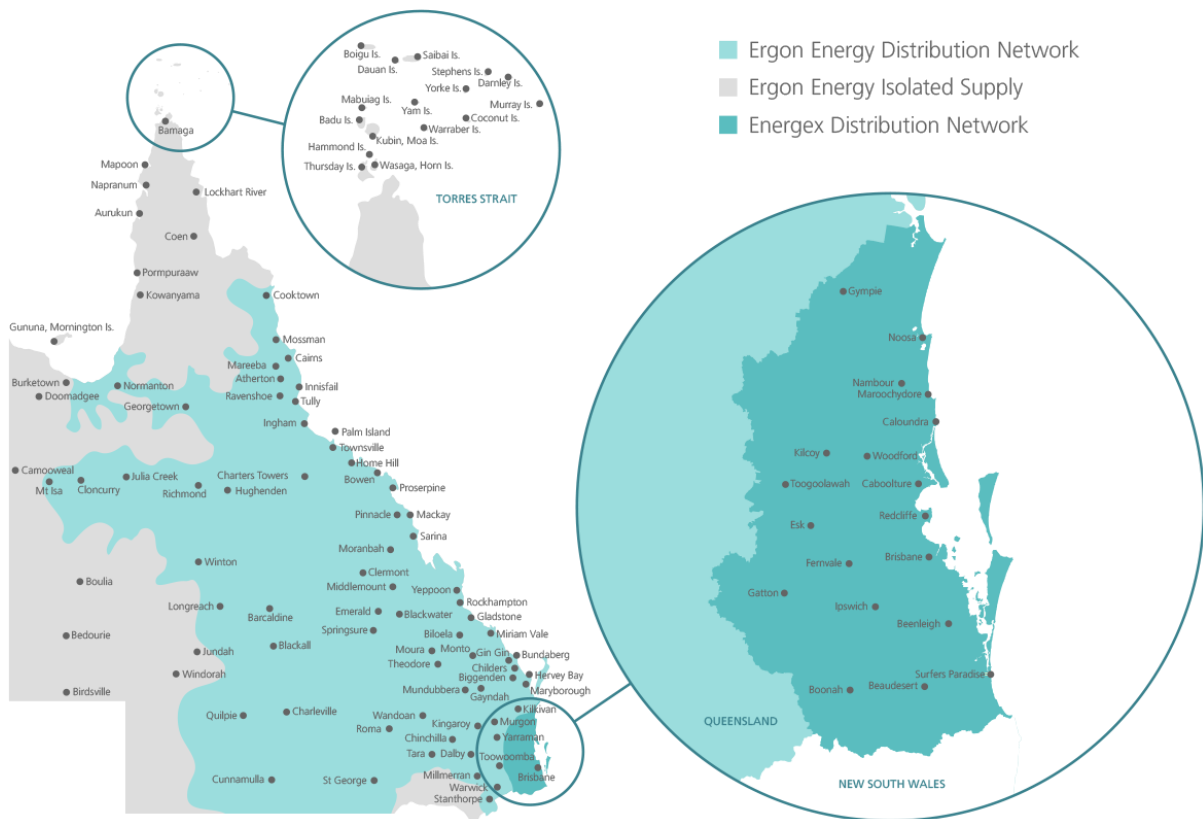 Boigu Is.
Saibai Is.
Dauan Is.
Stephens Is.
Darnley Is.
Yorke Is.
Mabuiag Is.
Yam Is.
Murray Is.
Badu Is.
Coconut Is.
Warraber Is.
Kubin, Moa Is.
Hammond Is.
Thursday Is.
Wasaga, Horn Is.
TORRES STRAIT
Ergon Energy Distribution Network
Ergon Energy Isolated Supply
Energex Distribution Network
Bamaga
Mapoon
Napranum
Lockhart River
Aurukun
Coen
Pormpuraaw
Kowanyama
Cooktown
Gununa, Mornington Is.
Mossman
Cairns
Mareeba
Atherton
Burketown
Normanton
Innisfail
Doomadgee
Ravenshoe
Georgetown
Tully
Ingham
Palm Island
Townsville
Camooweal
Home Hill
Mt Isa
Cloncurry
Julia Creek
Charters Towers
Bowen
Richmond
Hughenden
Proserpine
Pinnacle
Mackay
Sarina
Moranbah
Winton
Clermont
Boulia
Middlemount
Yeppoon
Longreach
Barcaldine
Emerald
Blackwater
Rockhampton
Gladstone
Springsure
Biloela
Miriam Vale
Bedourie
Jundah
Blackall
Moura
Monto
Gin Gin
Bundaberg
Theodore
Childers
Windorah
Biggenden
Hervey Bay
Birdsville
Mundubbera
Gayndah
Maryborough
Quilpie
Charleville
Wandoan
Kilkivan
Roma
Kingaroy
Murgon
Chinchilla
Yarraman
Tara
Dalby
Toowoomba
Cunnamulla
St George
Millmerran
Brisbane
Warwick
Stanthorpe
Gympie
Noosa
Nambour
Maroochydore
Caloundra
Kilcoy
Woodford
Toogoolawah
Caboolture
Redcliffe
Esk
Brisbane
Fernvale
Gatton
Ipswich
Beenleigh
Surfers Paradise
Boonah
Beaudesert
QUEENSLAND
NEW SOUTH WALES